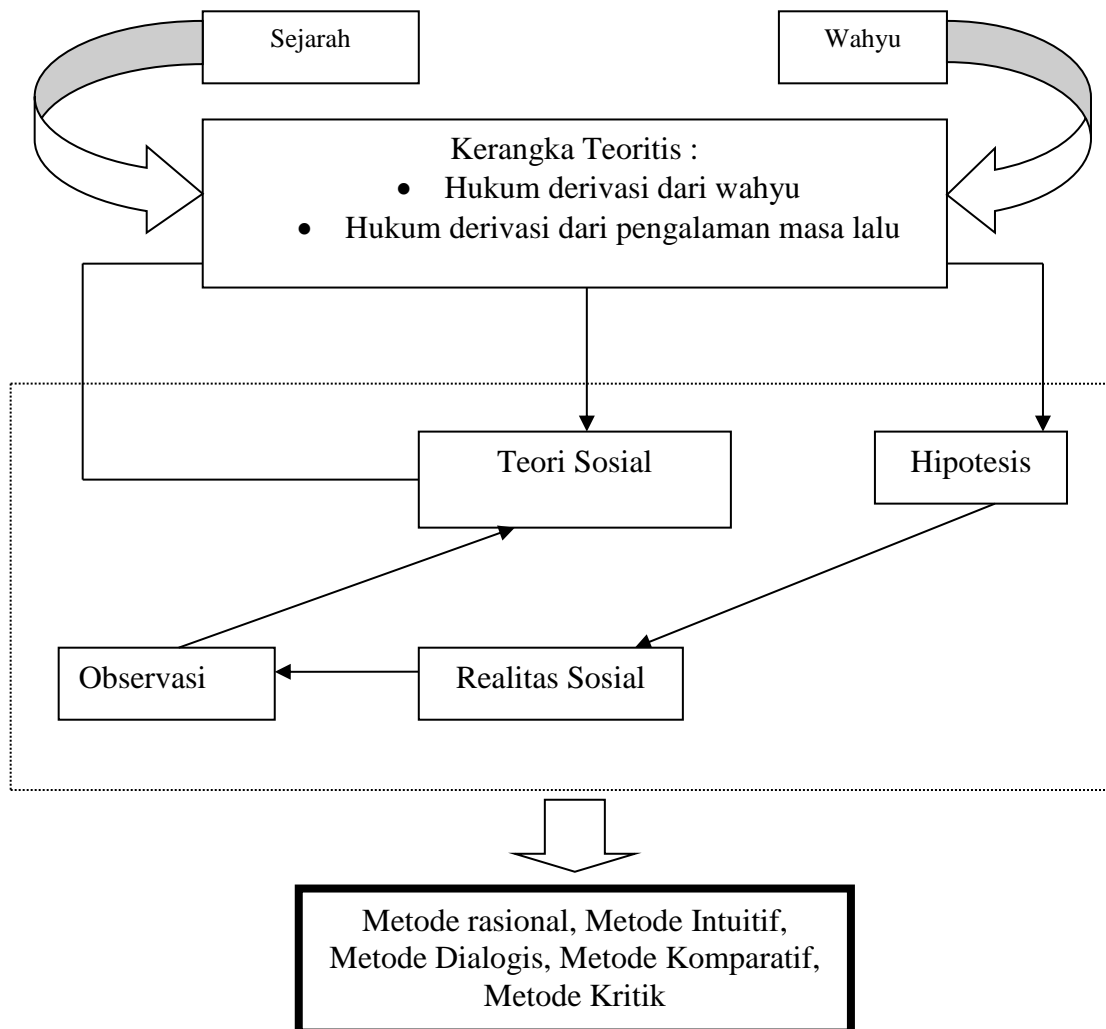 Sejarah
Wahyu
Kerangka Teoritis :
• Hukum derivasi dari wahyu
• Hukum derivasi dari pengalaman masa lalu
Teori Sosial
Hipotesis
Observasi
Realitas Sosial
Metode rasional, Metode Intuitif,
Metode Dialogis, Metode Komparatif,
Metode Kritik